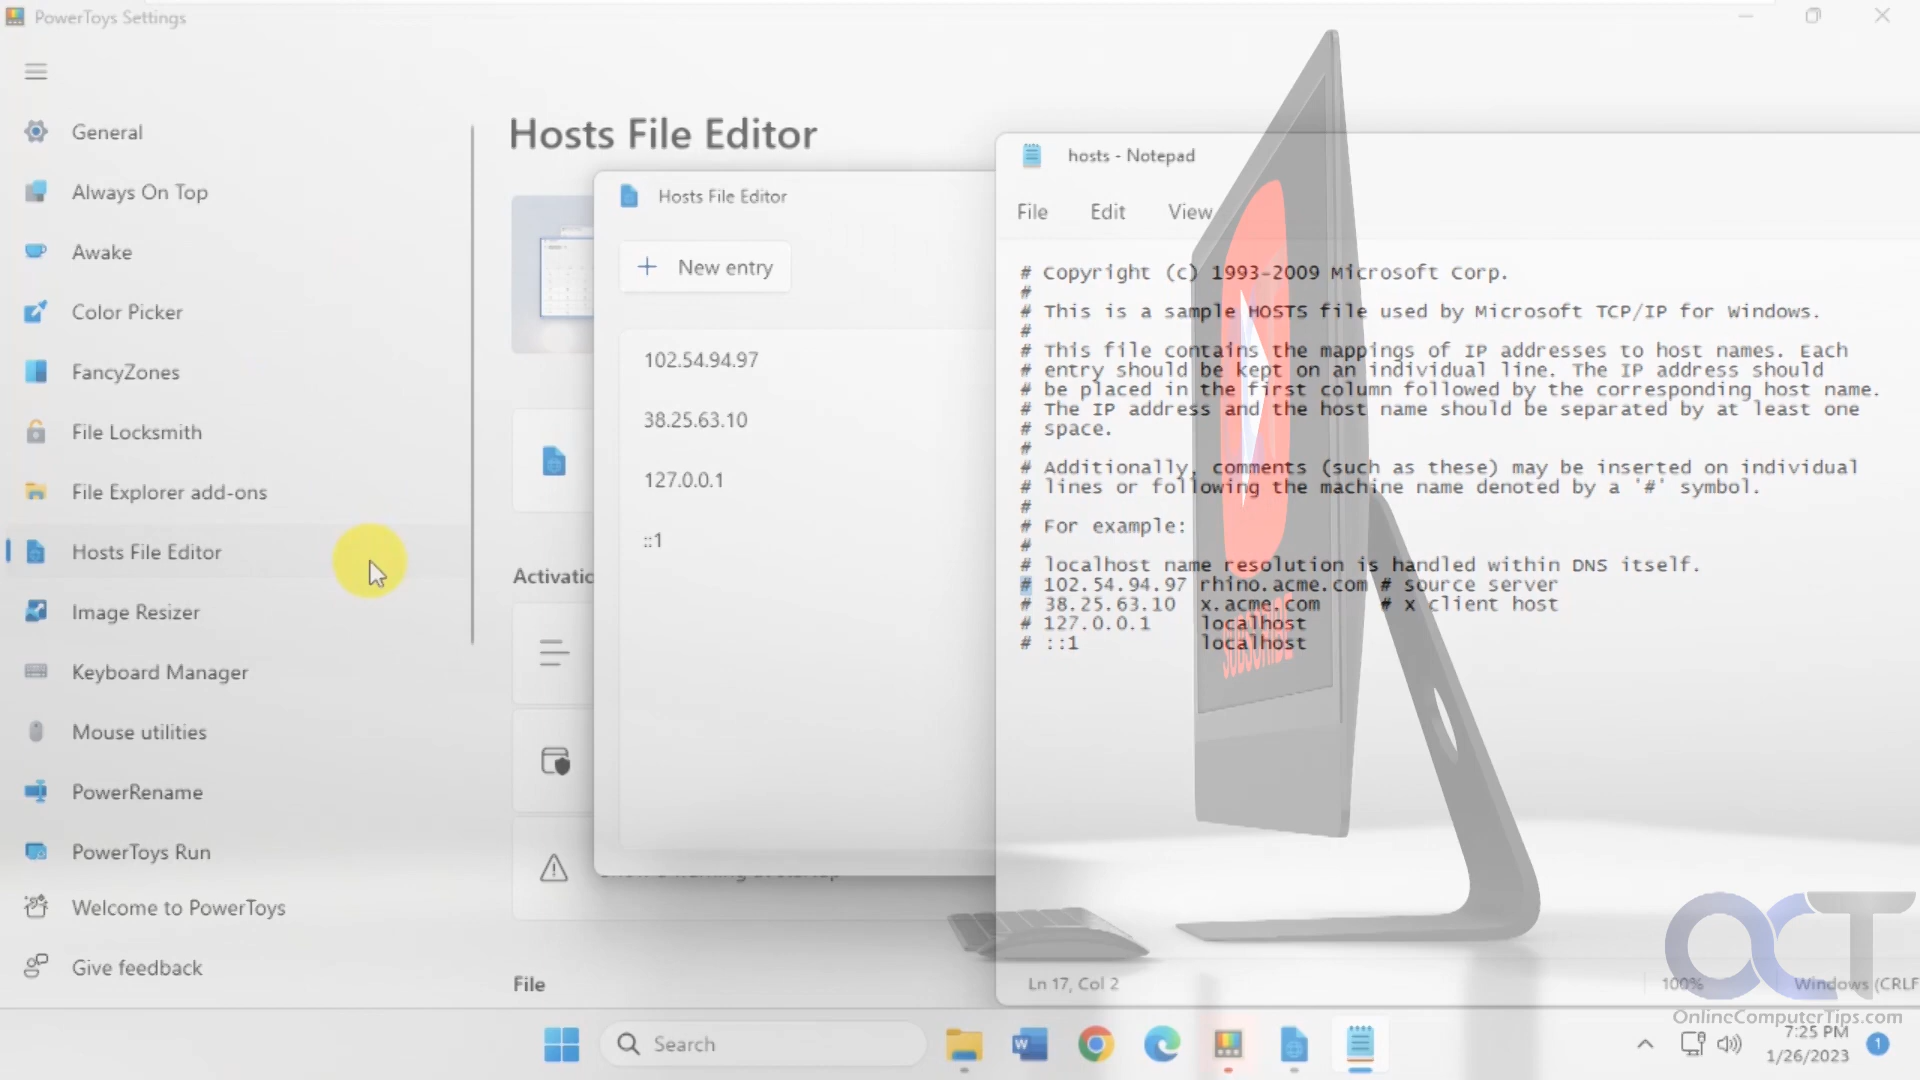 PowerToys Settings
General
Always On Top
Awake
Color Picker
FancyZones
File Locksmith
File Explorer add-ons
Hosts File Editor
Image Resizer
Keyboard Manager
Mouse utilities
PowerRename
PowerToys Run
Welcome to PowerToys
Give feedback
Hosts File Editor
Activatio
File
Hosts File Editor
New entry
102.54.94.97
38.25.63.10
127.0.0.1
::1
hosts - Notepad
File Edit View
# Copyright (c) 1993-2009 Microsoft Corp.
#
# This is a sample HOSTS file used by Microsoft TCP/IP for Windows.
#
# This file contains the mappings of IP addresses to host names. Each
# entry should be kept on an individual line. The IP address should
# be placed in the first column followed by the corresponding host name.
# The IP address and the host name should be separated by at least one
# space.
#
# Additionally, comments (such as these) may be inserted on individual
# lines or following the machine name denoted by a '#' symbol.
#
# For example:
#
# localhost name resolution is handled within DNS itself.
# 102.54.94.97 rhino.acme.com # source server
# 38.25.63.10 x.acme.com # x client host
# 127.0.0.1 localhost
# ::1 localhost
SUBSCRIBE
Ln 17, Col 2
100%
Windows (CRLF
OCT
OnlineComputerTips.com
Search
W
7:25 PM
1/26/2023
1